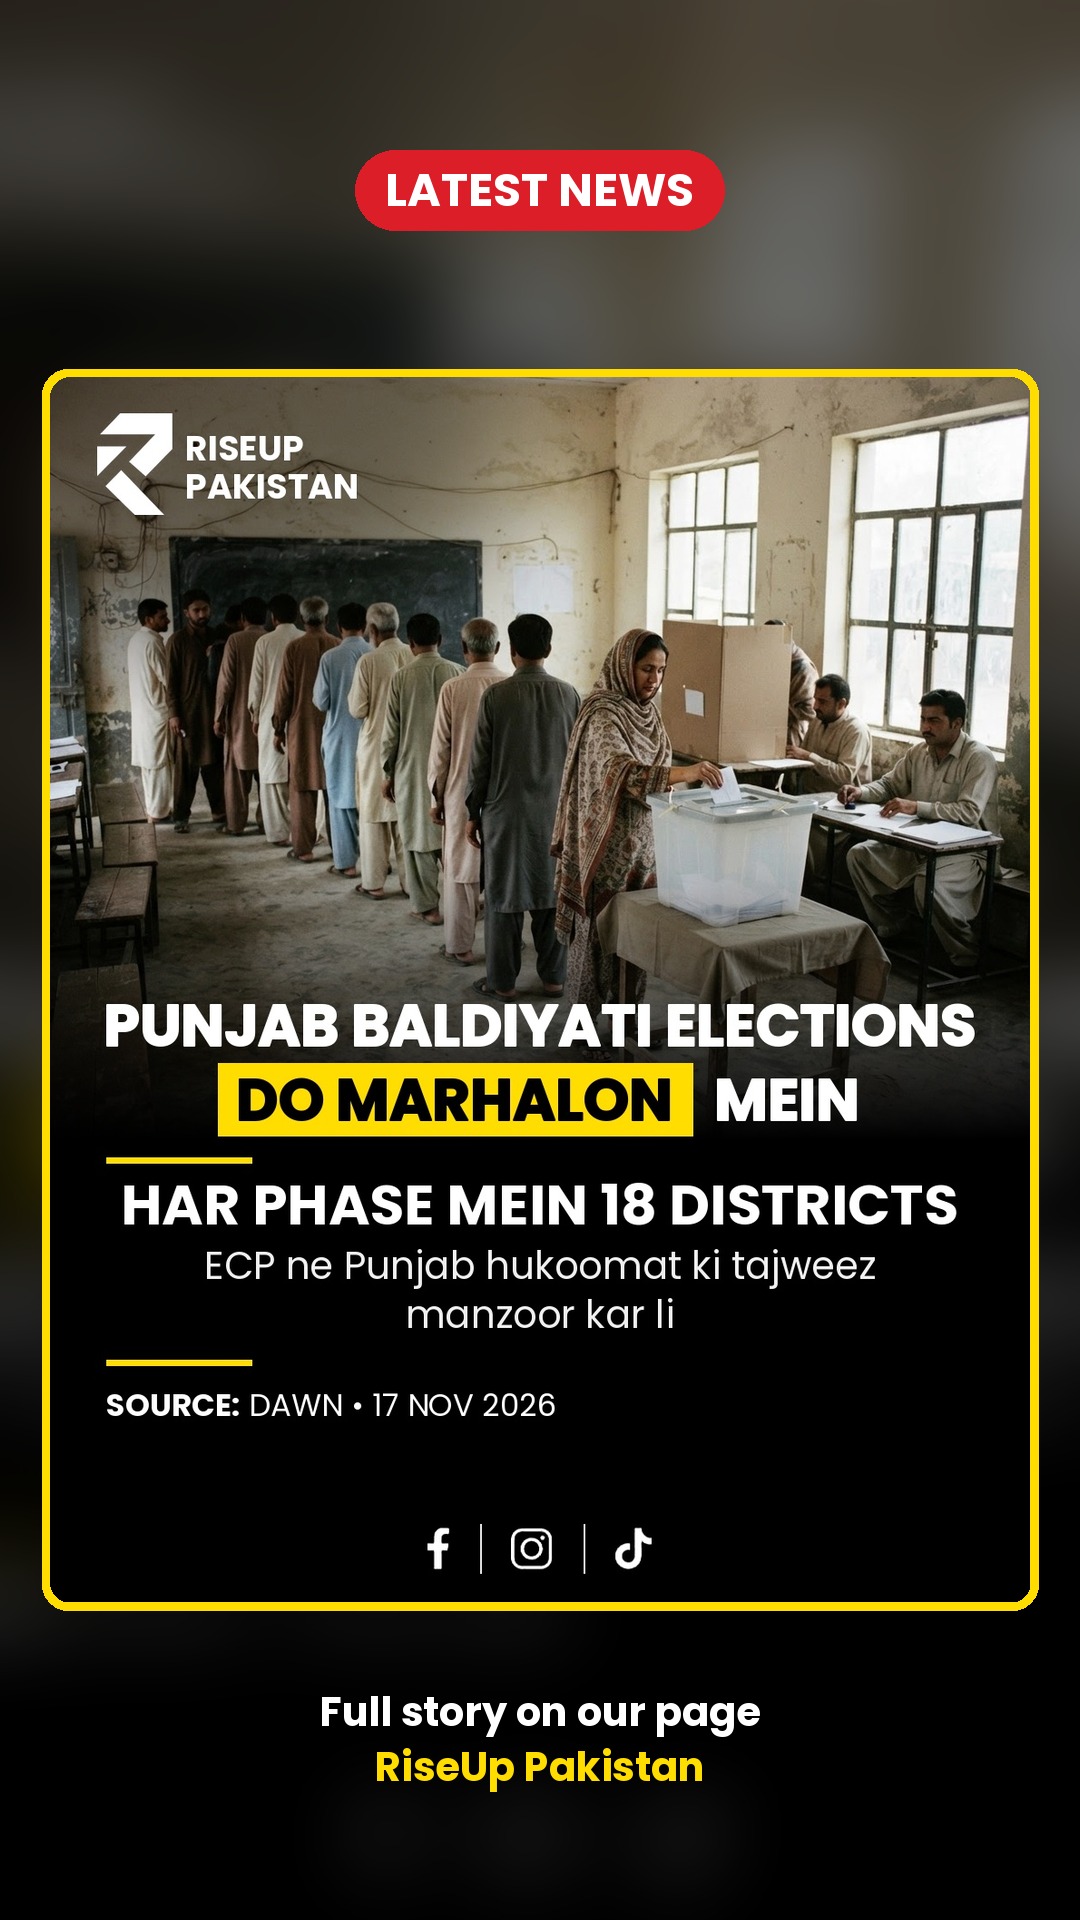 LATEST NEWS
RISEUP
PAKISTAN
PUNJAB BALDIYATI ELECTIONS
DO MARHALON MEIN
HAR PHASE MEIN 18 DISTRICTS
ECP ne Punjab hukoomat ki tajweez
manzoor kar li
SOURCE: DAWN • 17 NOV 2026
Full story on our page
RiseUp Pakistan